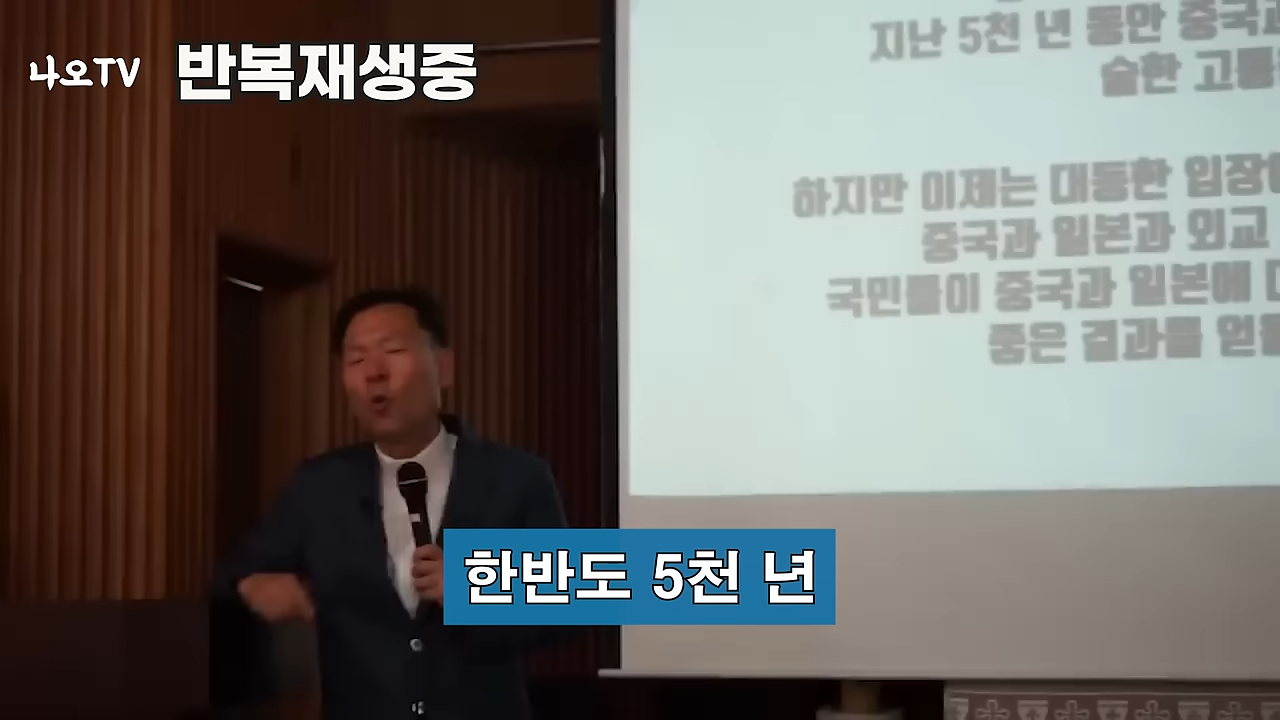 나오TV 반복재생중
지난 5천 년 동안 중국과
숱한 고통
하지만 이제는 대등한 입장
중국과 일본과 외교
국민들이 중국과 일본에
좋은 결과를 얻을
한반도 5천 년